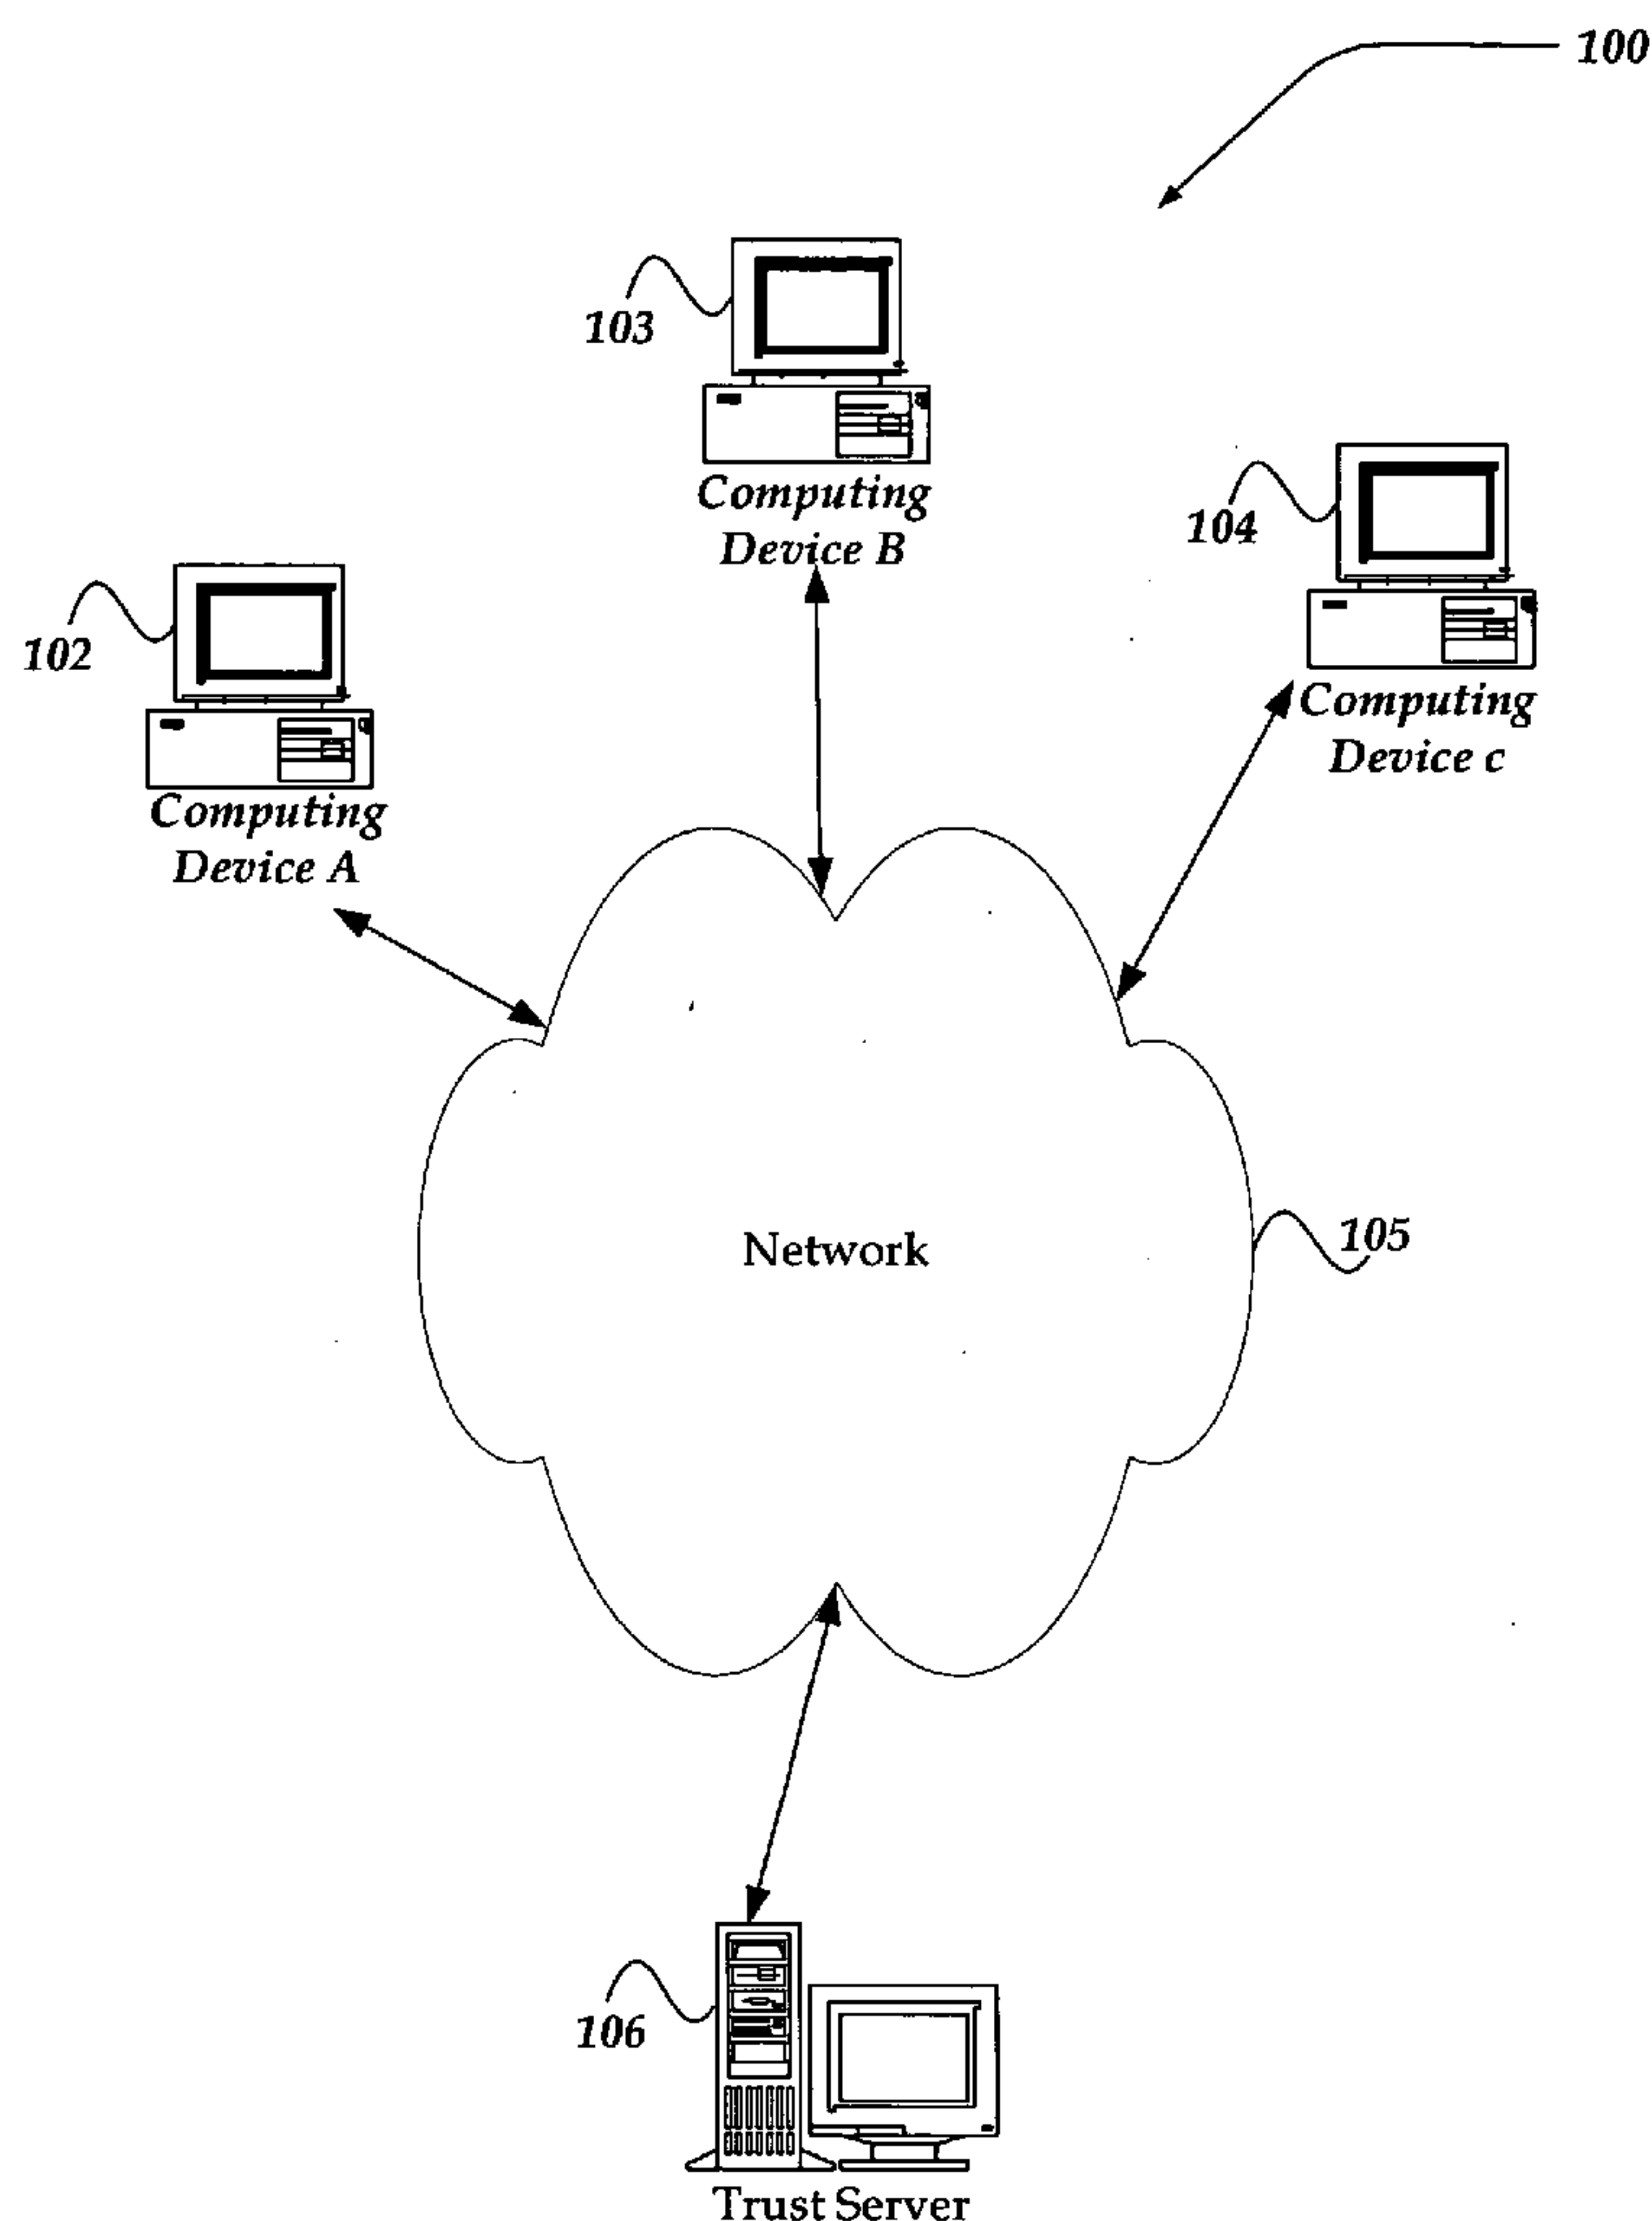 100
103
Computing
Device B
104
Computing
Device c
102
Computing
Device A
Network
105
106
Trust Server